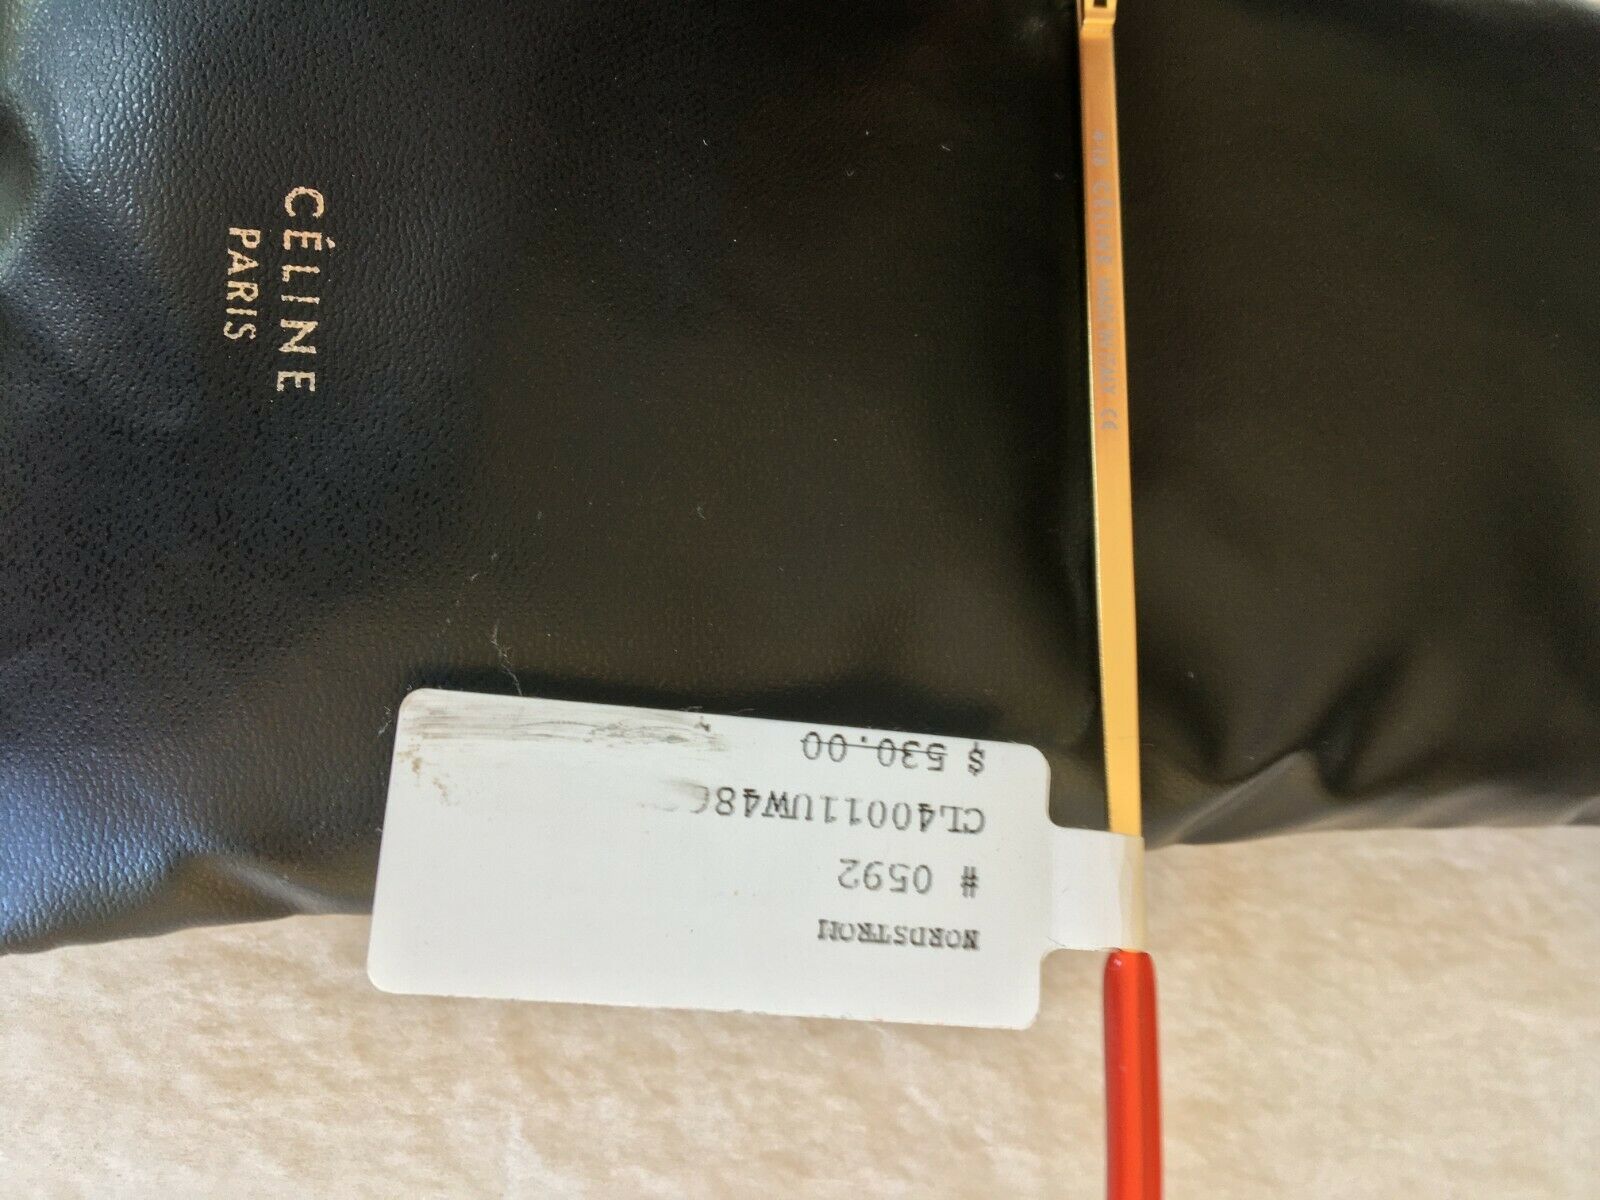 CÉLINE
PARIS
CÉLINE MADE IN ITALY CE
NORDSTROM
# 0592
CL40011UW48
$ 530.00